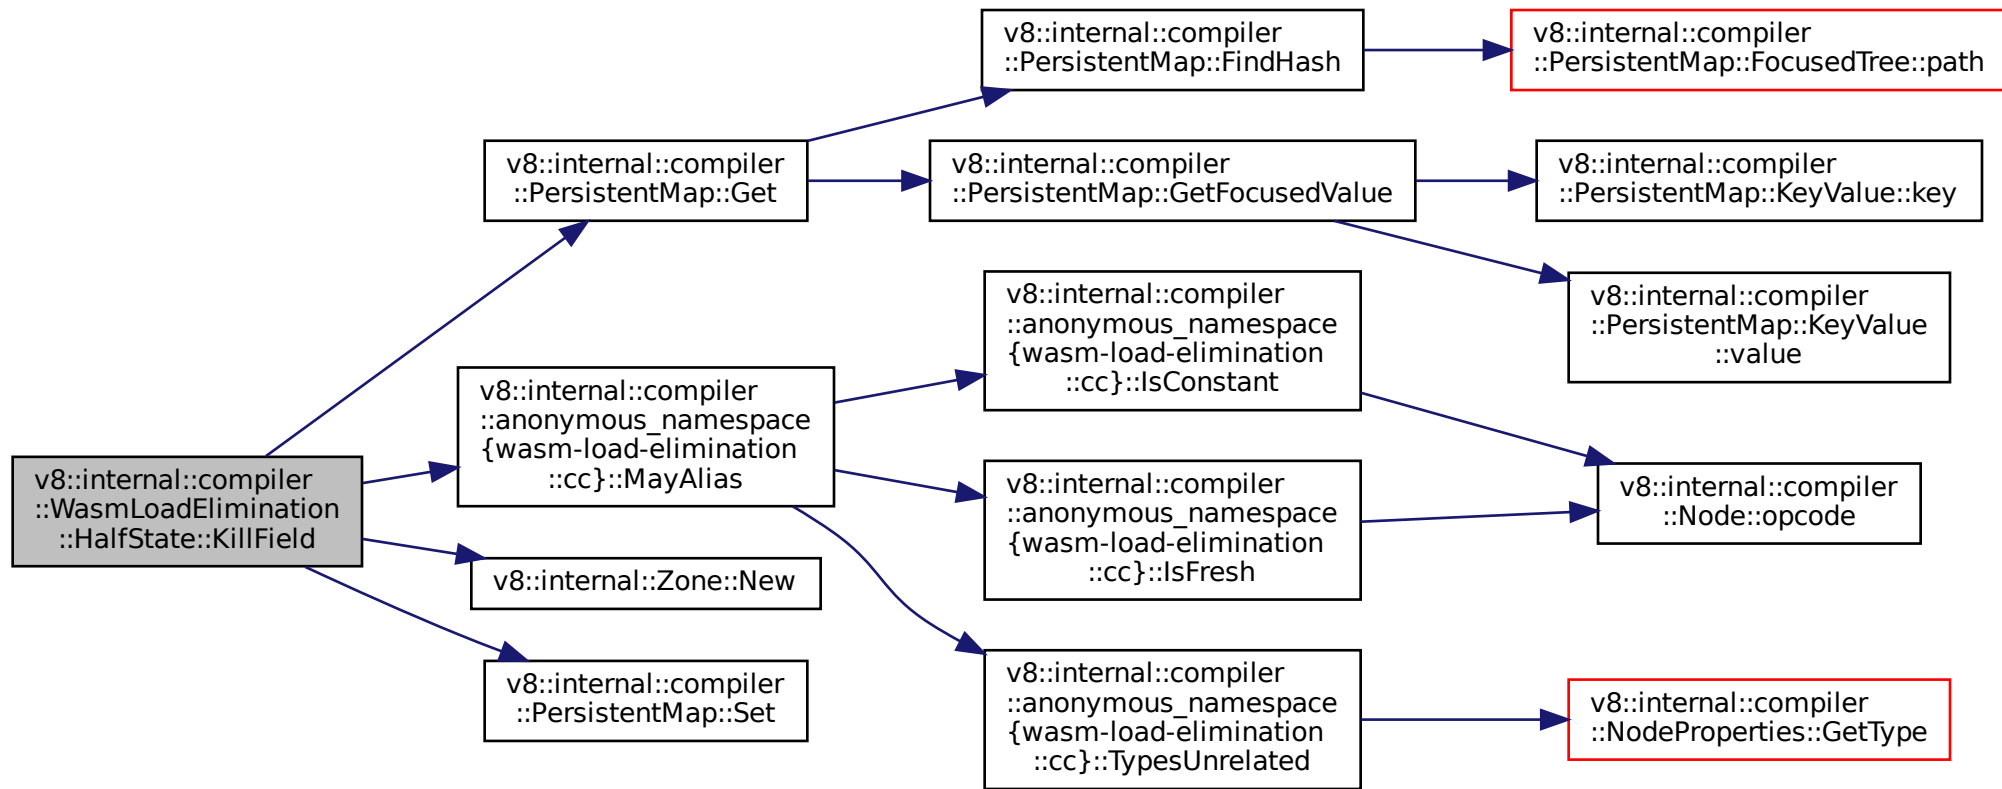 v8::internal::compiler
::WasmLoadElimination
::HalfState::KillField
v8::internal::compiler
::PersistentMap::Get
v8::internal::compiler
::PersistentMap::FindHash
v8::internal::compiler
::PersistentMap::FocusedTree::path
v8::internal::compiler
::PersistentMap::GetFocusedValue
v8::internal::compiler
::PersistentMap::KeyValue::key
v8::internal::compiler
::PersistentMap::KeyValue
::value
v8::internal::compiler
::anonymous_namespace
{wasm-load-elimination
::cc}::MayAlias
v8::internal::compiler
::anonymous_namespace
{wasm-load-elimination
::cc}::IsConstant
v8::internal::compiler
::Node::opcode
v8::internal::compiler
::anonymous_namespace
{wasm-load-elimination
::cc}::IsFresh
v8::internal::compiler
::anonymous_namespace
{wasm-load-elimination
::cc}::TypesUnrelated
v8::internal::compiler
::NodeProperties::GetType
v8::internal::Zone::New
v8::internal::compiler
::PersistentMap::Set